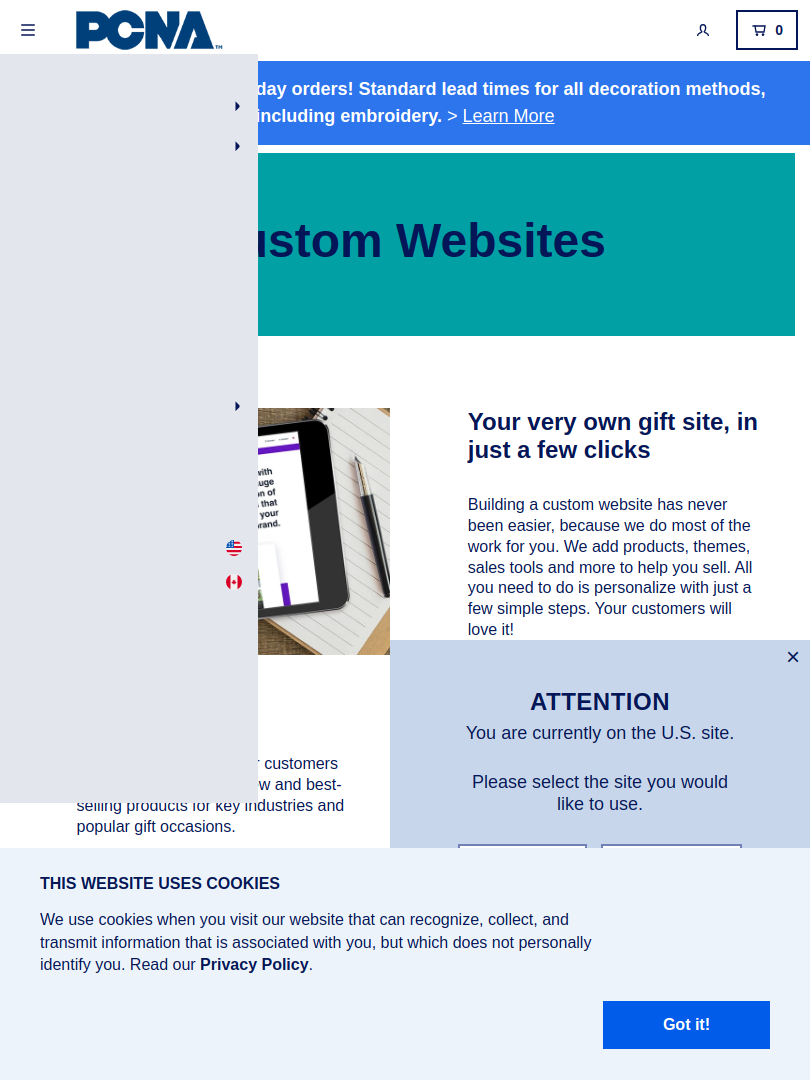 PCNA™
0
day orders! Standard lead times for all decoration methods,
including embroidery. > Learn More
ustom Websites
Your very own gift site, in
just a few clicks
with
uge
on of
s that
your
brand.
Building a custom website has never
been easier, because we do most of the
work for you. We add products, themes,
sales tools and more to help you sell. All
you need to do is personalize with just a
few simple steps. Your customers will
love it!
×
ATTENTION
You are currently on the U.S. site.
Please select the site you would
like to use.
customers
ew and best-
selling products for key industries and
popular gift occasions.
THIS WEBSITE USES COOKIES
We use cookies when you visit our website that can recognize, collect, and
transmit information that is associated with you, but which does not personally
identify you. Read our Privacy Policy.
Got it!